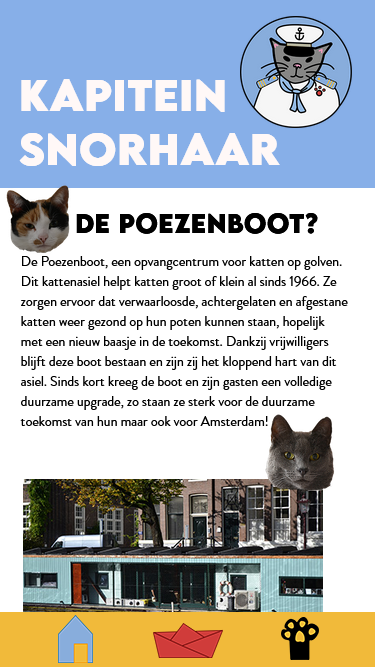 KAPITEIN
SNORHAAR
DE POEZENBOOT?
De Poezenboot, een opvangcentrum voor katten op golven.
Dit kattenasiel helpt katten groot of klein al sinds 1966. Ze
zorgen ervoor dat verwaarloosde, achtergelaten en afgestane
katten weer gezond op hun poten kunnen staan, hopelijk
met een nieuw baasje in de toekomst. Dankzij vrijwilligers
blijft deze boot bestaan en zijn zij het kloppend hart van dit
asiel. Sinds kort kreeg de boot en zijn gasten een volledige
duurzame upgrade, zo staan ze sterk voor de duurzame
toekomst van hun maar ook voor Amsterdam!